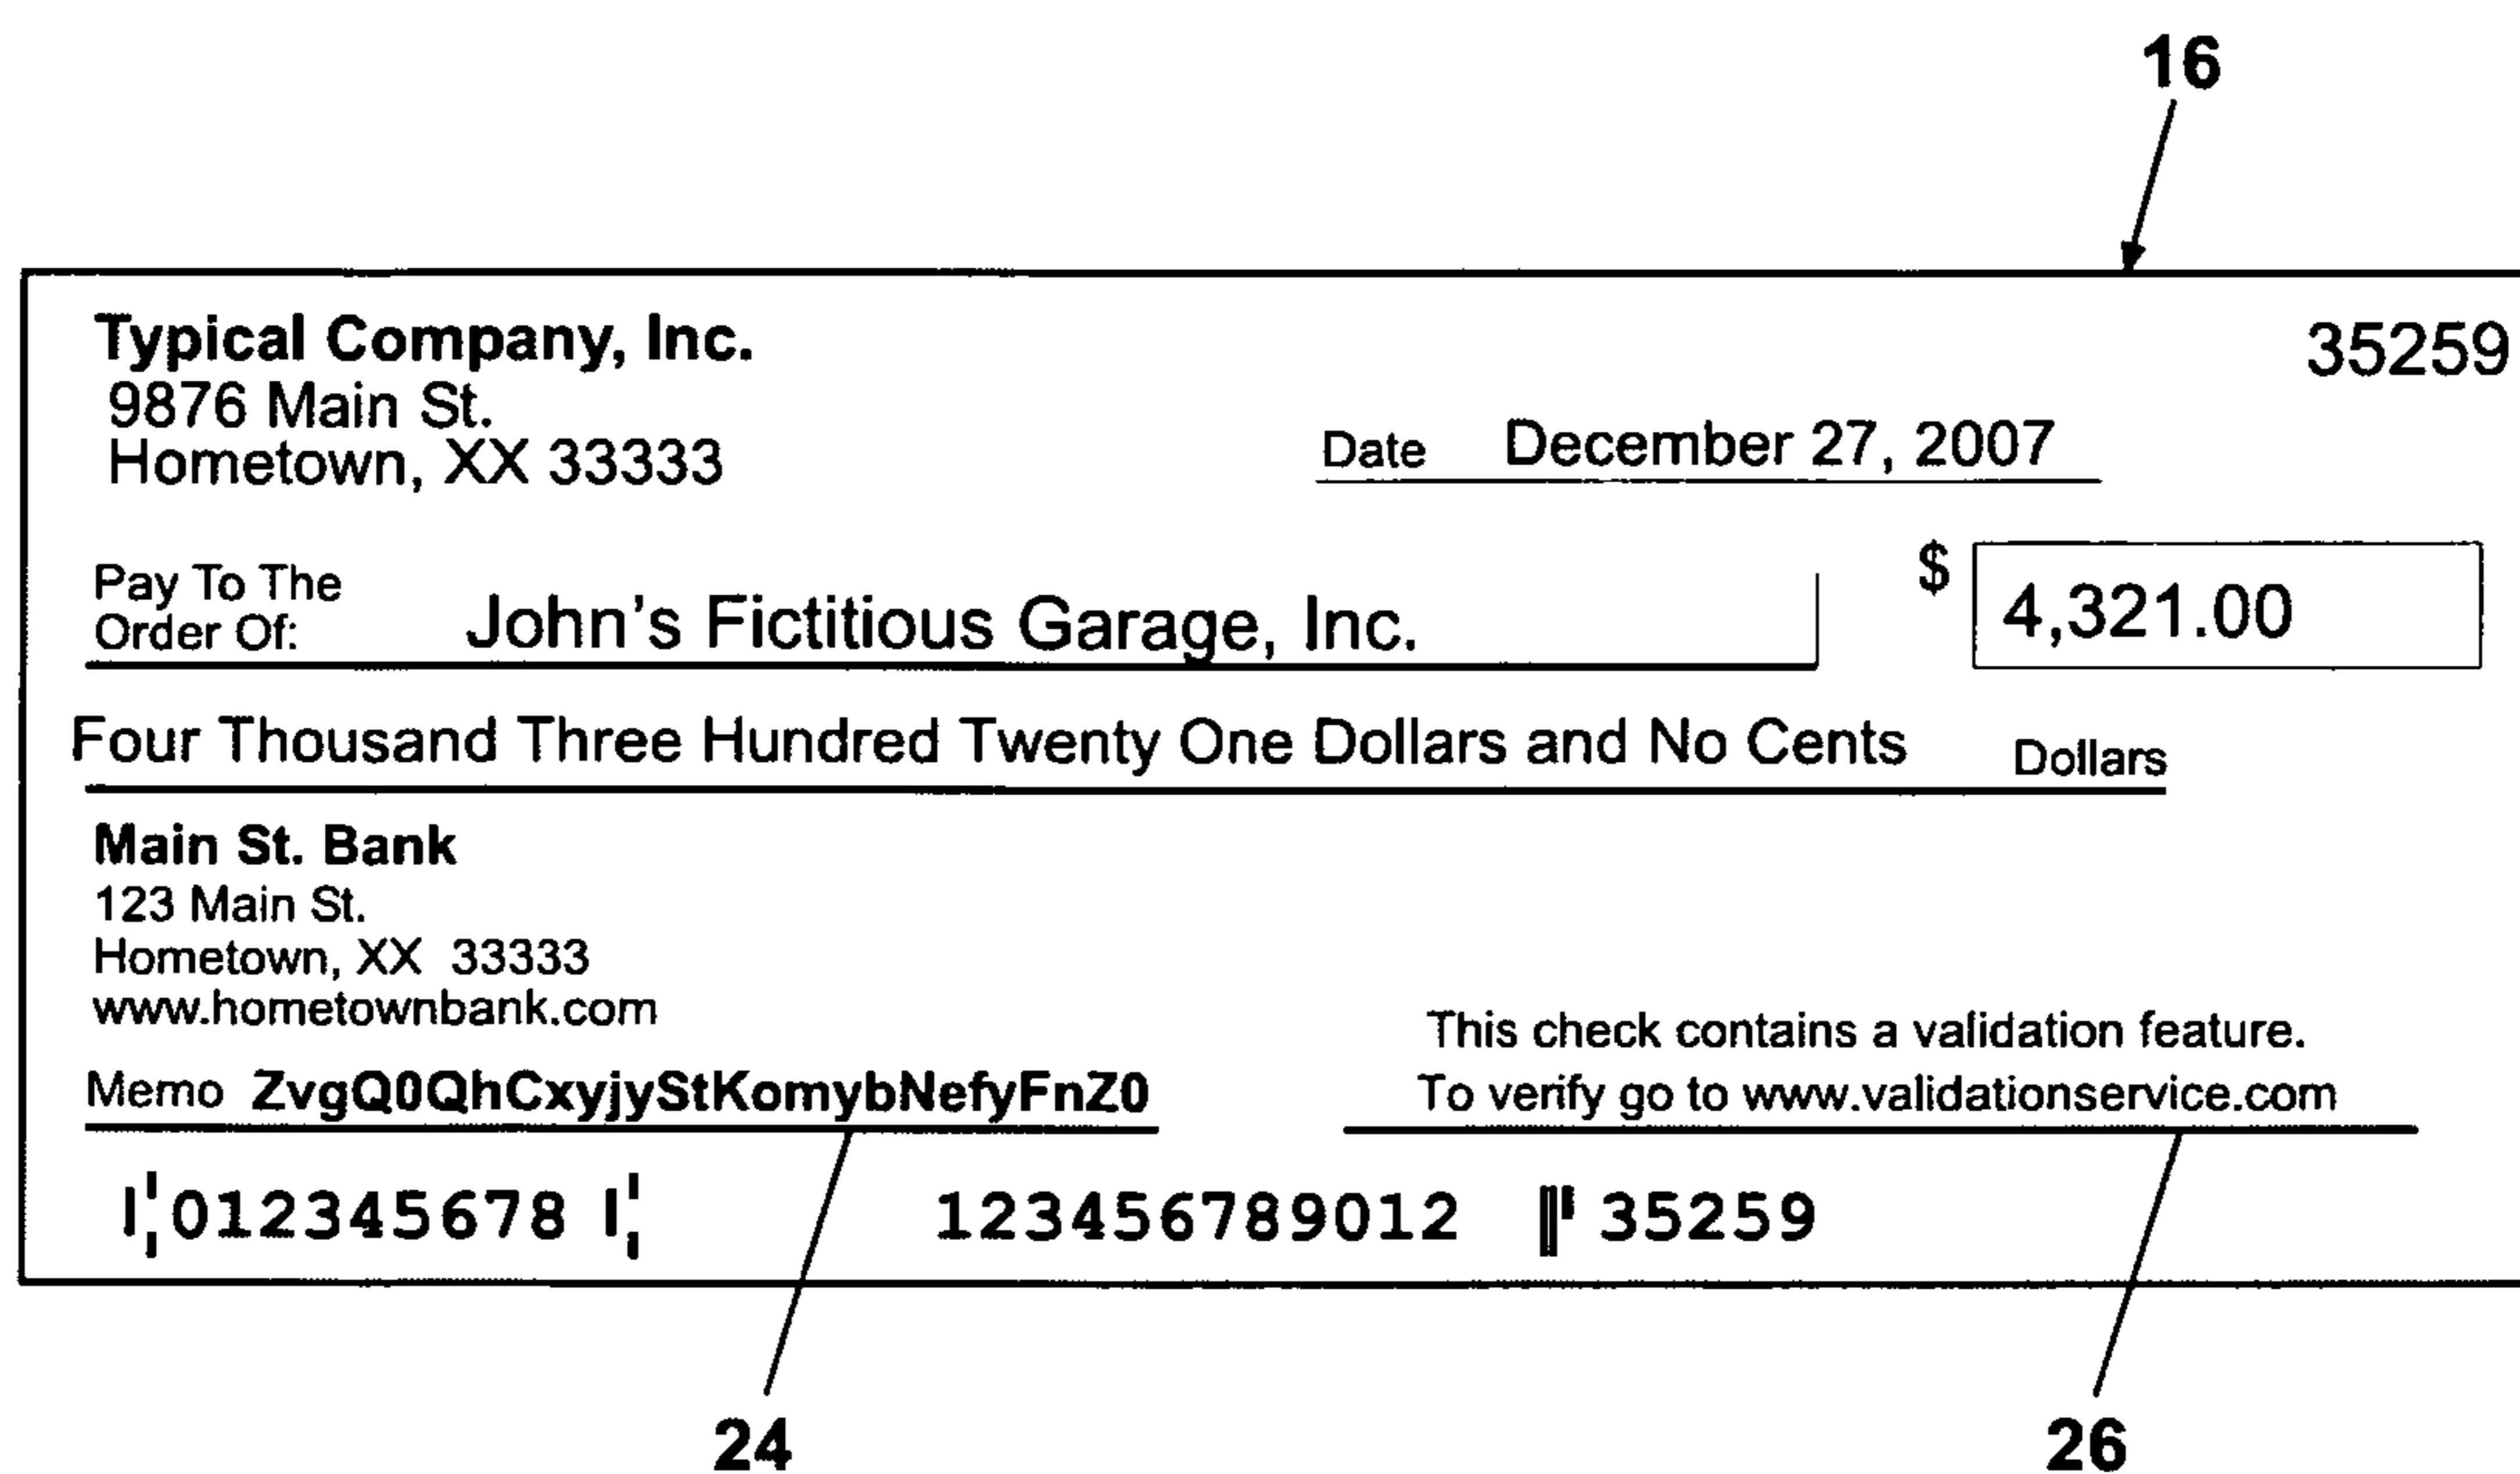 16
Typical Company, Inc.
35259
9876 Main St.
Hometown, XX 33333
Date December 27, 2007
Pay To The
Order Of: John's Fictitious Garage, Inc.
$ 4,321.00
Four Thousand Three Hundred Twenty One Dollars and No Cents Dollars
Main St. Bank
123 Main St.
Hometown, XX 33333
www.hometownbank.com
This check contains a validation feature.
Memo ZvgQ0QhCxyjyStKomybNefyFnZ0
To verify go to www.validationservice.com
⑆012345678⑆ 123456789012 ⑈ 35259
24
26